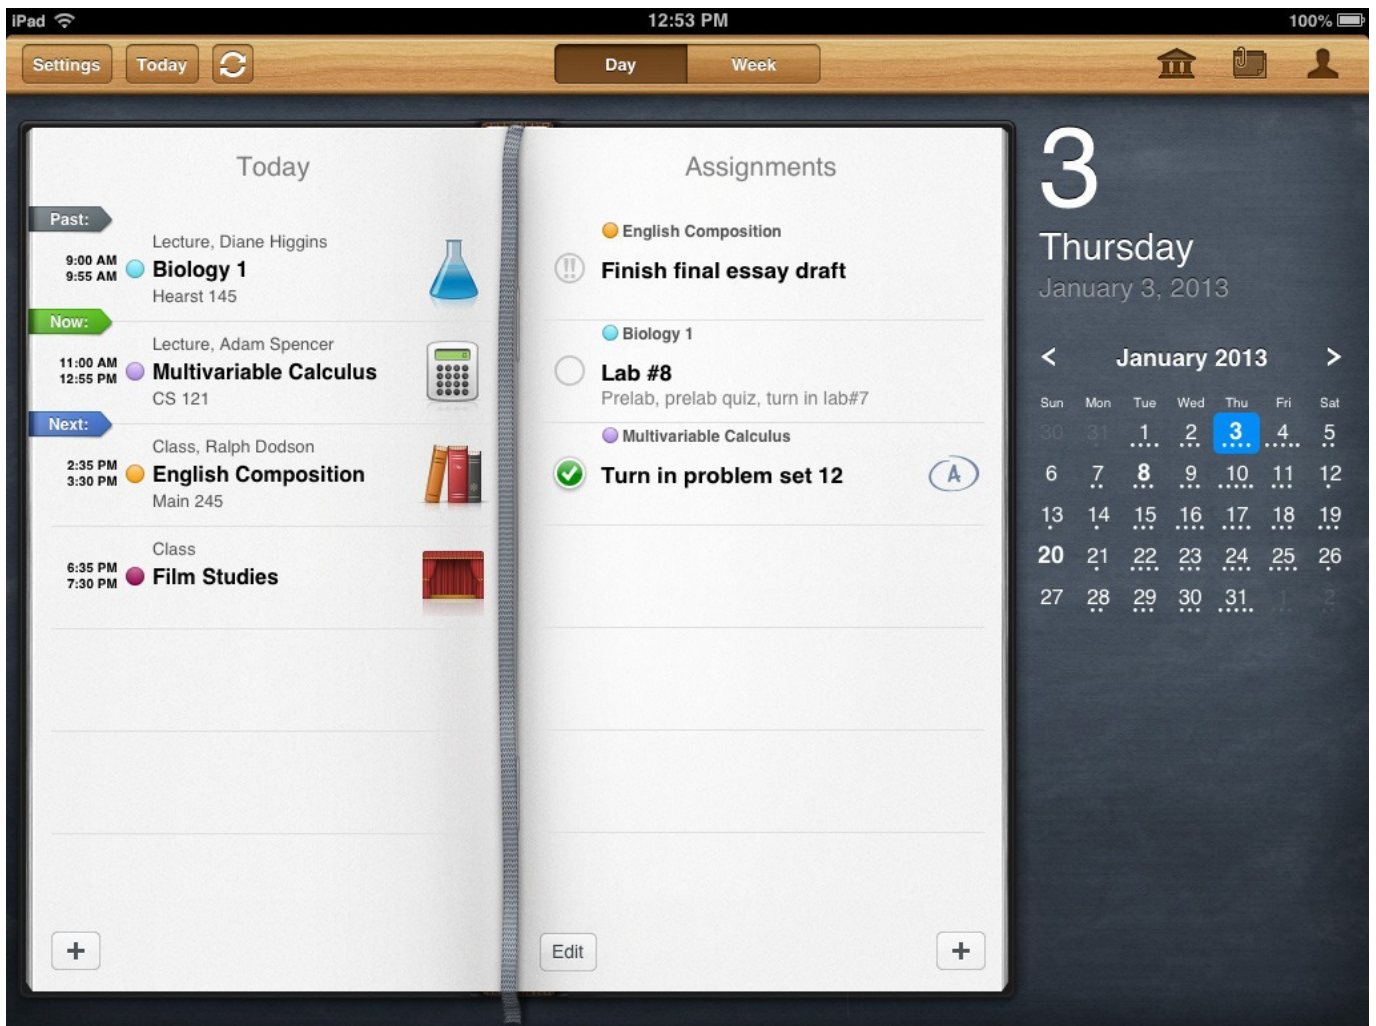 iPad 12:53 PM 100%
Settings Today Day Week
Today
Past:
9:00 AM
9:55 AM
Lecture, Diane Higgins
Biology 1
Hearst 145
Now:
11:00 AM
12:55 PM
Lecture, Adam Spencer
Multivariable Calculus
CS 121
Next:
2:35 PM
3:30 PM
Class, Ralph Dodson
English Composition
Main 245
6:35 PM
7:30 PM
Class
Film Studies
+
Assignments
English Composition
!! Finish final essay draft
Biology 1
Lab #8
Prelab, prelab quiz, turn in lab#7
Multivariable Calculus
Turn in problem set 12 A
Edit +
3
Thursday
January 3, 2013
< January 2013 >
Sun Mon Tue Wed Thu Fri Sat
30 31 1 2 3 4 5
6 7 8 9 10 11 12
13 14 15 16 17 18 19
20 21 22 23 24 25 26
27 28 29 30 31 1 2